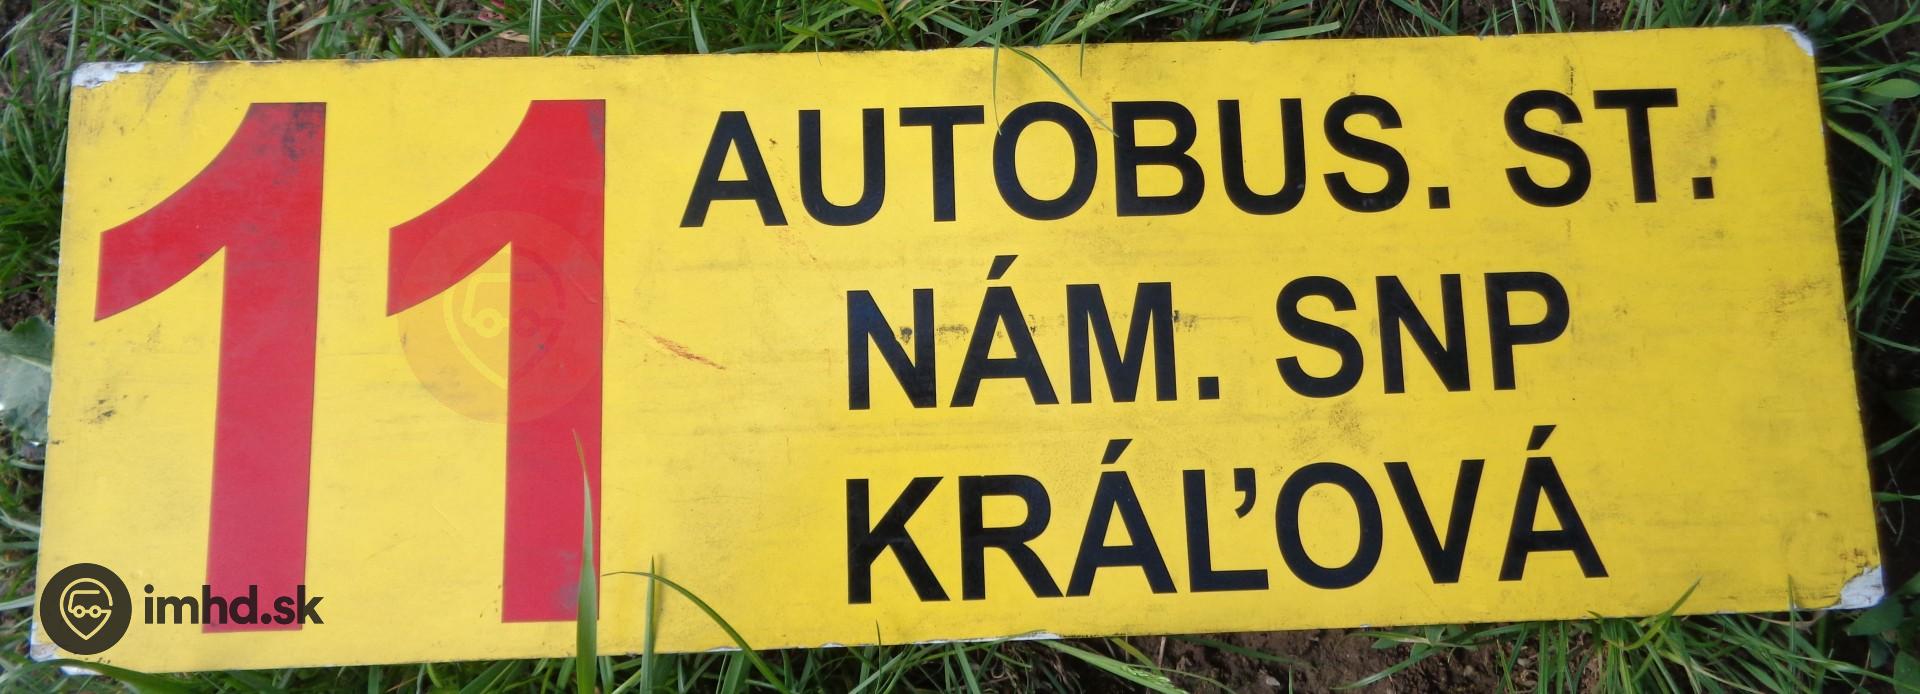 11
AUTOBUS. ST.
NÁM. SNP
KRÁĽOVÁ
imhd.sk